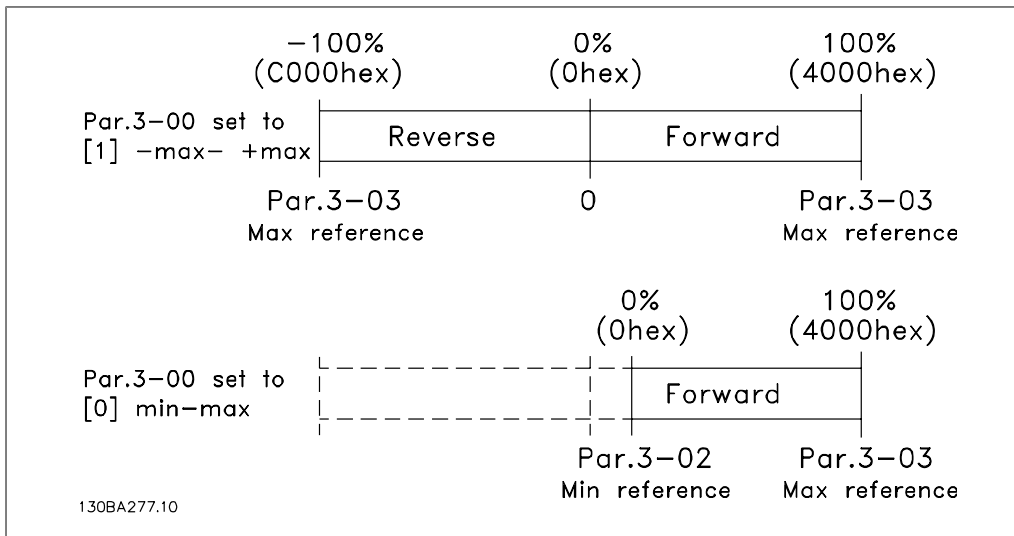 -100%
(C000hex)
0%
(0hex)
100%
(4000hex)
Par.3-00 set to
[1] -max- +max
Reverse
Forward
Par.3-03
Max reference
0
Par.3-03
Max reference
0%
(0hex)
100%
(4000hex)
Par.3-00 set to
[0] min-max
Forward
Par.3-02
Min reference
Par.3-03
Max reference
130BA277.10